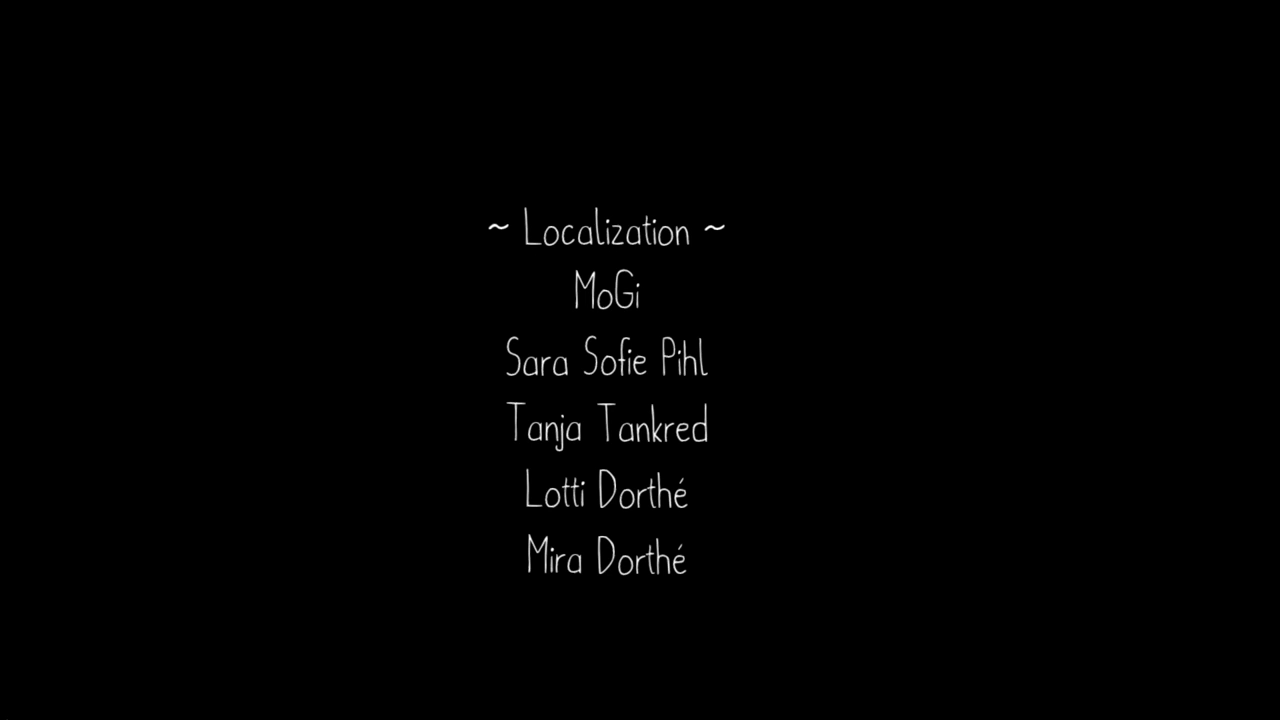 ~ Localization ~
MoGi
Sara Sofie Pihl
Tanja Tankred
Lotti Dorthé
Mira Dorthé